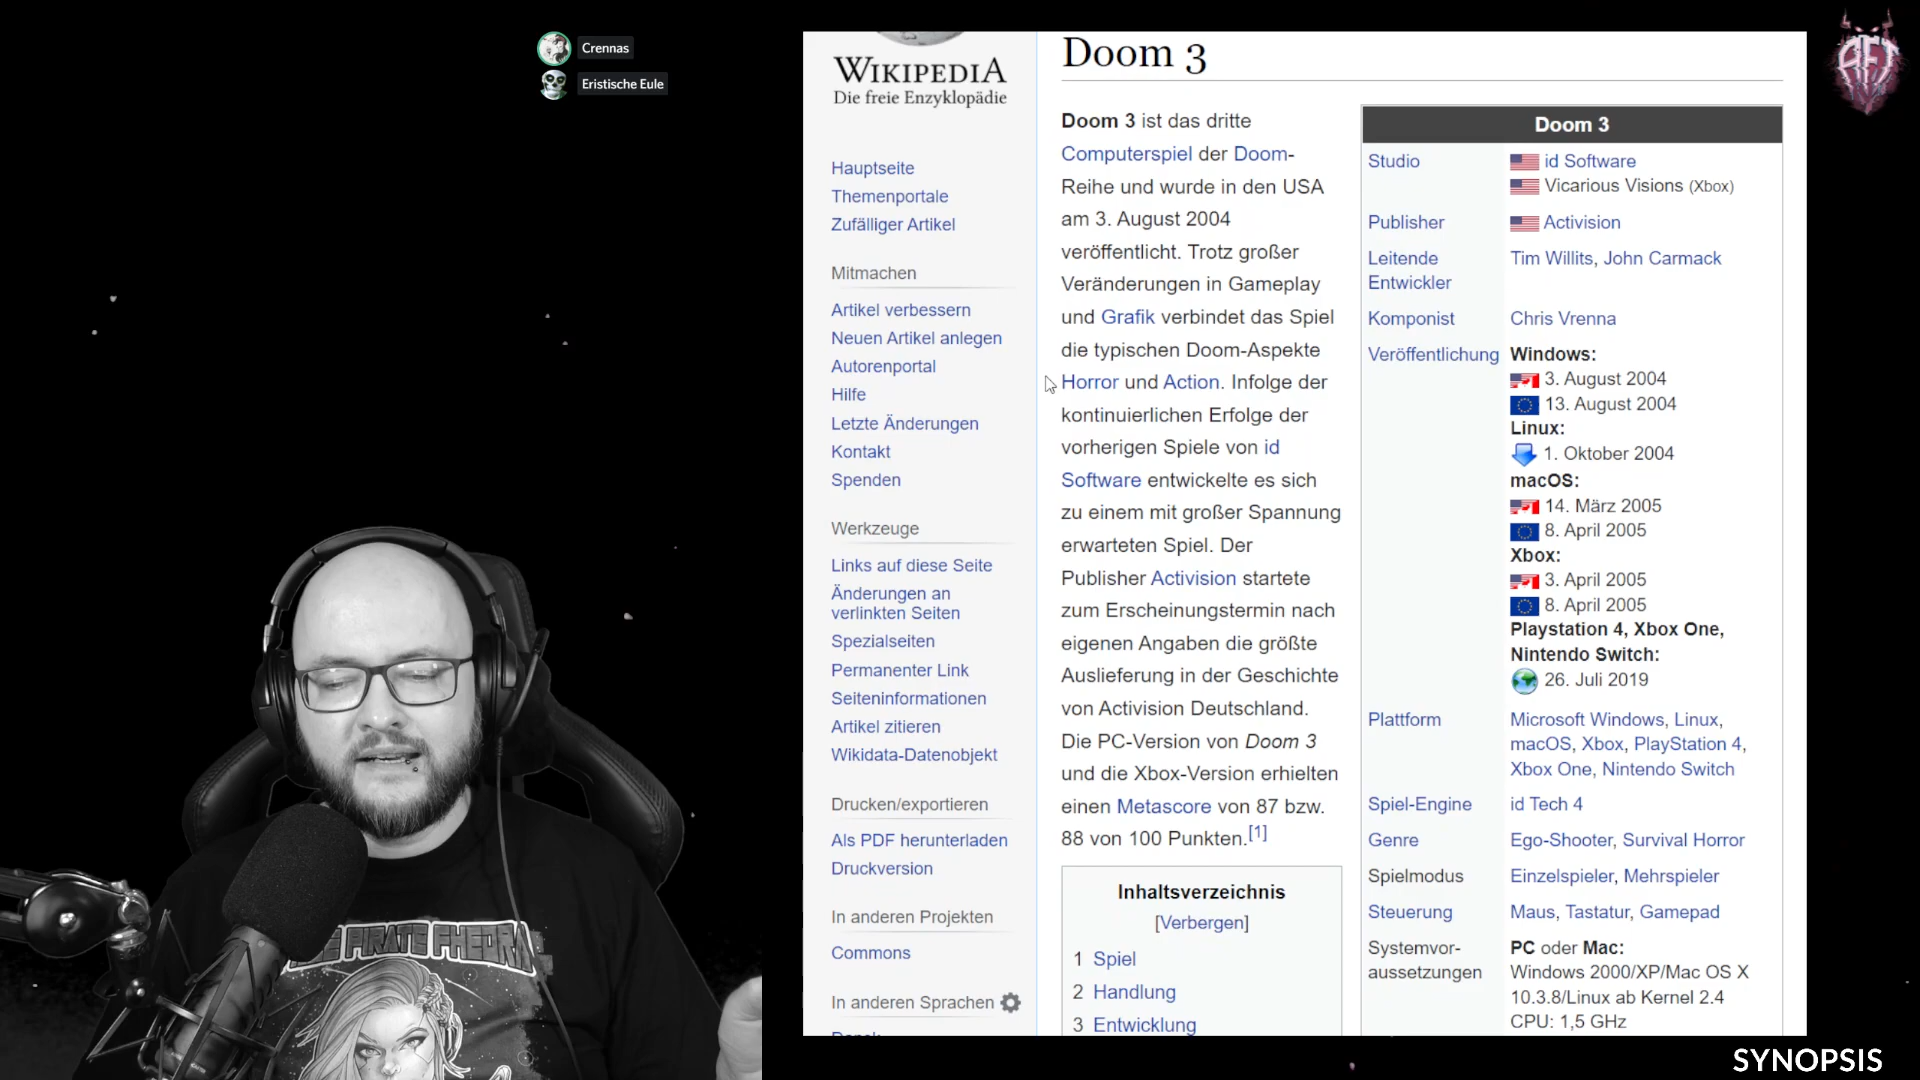 Crennas
Eristische Eule
WIKIPEDIA
Die freie Enzyklopädie
Hauptseite
Themenportale
Zufälliger Artikel
Mitmachen
Artikel verbessern
Neuen Artikel anlegen
Autorenportal
Hilfe
Letzte Änderungen
Kontakt
Spenden
Werkzeuge
Links auf diese Seite
Änderungen an
verlinkten Seiten
Spezialseiten
Permanenter Link
Seiteninformationen
Artikel zitieren
Wikidata-Datenobjekt
Drucken/exportieren
Als PDF herunterladen
Druckversion
In anderen Projekten
Commons
In anderen Sprachen
Doom 3
Doom 3 ist das dritte
Computerspiel der Doom-
Reihe und wurde in den USA
am 3. August 2004
veröffentlicht. Trotz großer
Veränderungen in Gameplay
und Grafik verbindet das Spiel
die typischen Doom-Aspekte
Horror und Action. Infolge der
kontinuierlichen Erfolge der
vorherigen Spiele von id
Software entwickelte es sich
zu einem mit großer Spannung
erwarteten Spiel. Der
Publisher Activision startete
zum Erscheinungstermin nach
eigenen Angaben die größte
Auslieferung in der Geschichte
von Activision Deutschland.
Die PC-Version von Doom 3
und die Xbox-Version erhielten
einen Metascore von 87 bzw.
88 von 100 Punkten.[1]
Inhaltsverzeichnis
[Verbergen]
1 Spiel
2 Handlung
3 Entwicklung
Doom 3
Studio id Software
Vicarious Visions (Xbox)
Publisher Activision
Leitende Tim Willits, John Carmack
Entwickler
Komponist Chris Vrenna
Veröffentlichung Windows:
3. August 2004
13. August 2004
Linux:
1. Oktober 2004
macOS:
14. März 2005
8. April 2005
Xbox:
3. April 2005
8. April 2005
Playstation 4, Xbox One,
Nintendo Switch:
26. Juli 2019
Plattform Microsoft Windows, Linux,
macOS, Xbox, PlayStation 4,
Xbox One, Nintendo Switch
Spiel-Engine id Tech 4
Genre Ego-Shooter, Survival Horror
Spielmodus Einzelspieler, Mehrspieler
Steuerung Maus, Tastatur, Gamepad
Systemvor- PC oder Mac:
aussetzungen Windows 2000/XP/Mac OS X
10.3.8/Linux ab Kernel 2.4
CPU: 1,5 GHz
SYNOPSIS